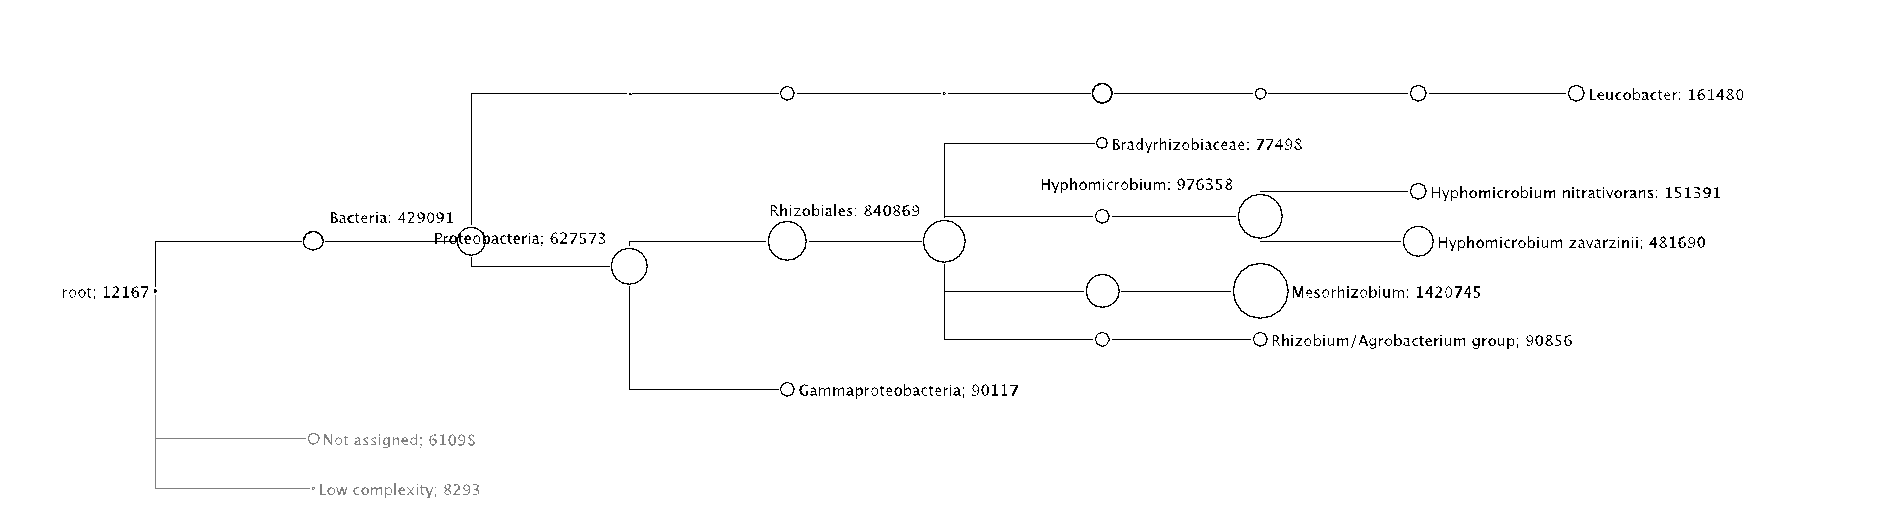 Leucobacter: 161480
Bradyrhizobiaceae: 77498
Hyphomicrobium: 976358
Hyphomicrobium nitrativorans: 151391
Rhizobiales: 840869
Bacteria: 429091
Proteobacteria; 627573
Hyphomicrobium zavarzinii; 481690
root; 12167
Mesorhizobium: 1420745
Rhizobium/Agrobacterium group; 90856
Gammaproteobacteria; 90117
Not assigned; 61098
Low complexity; 8293